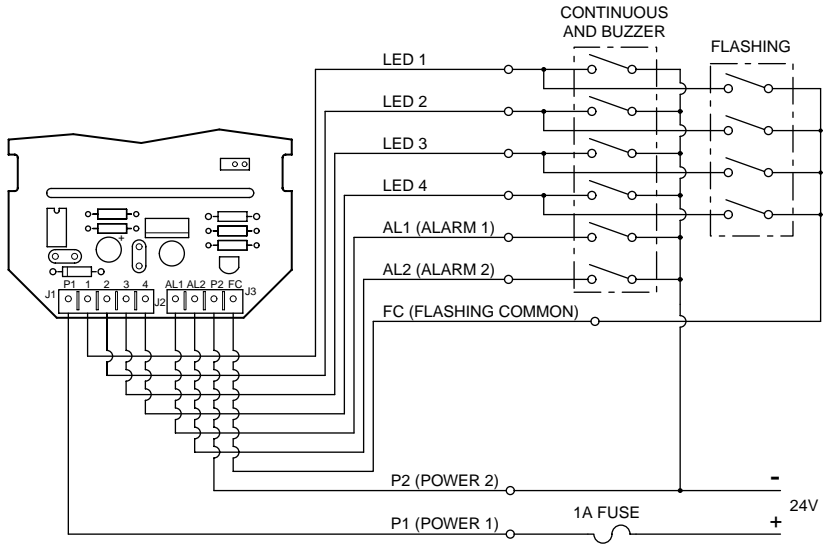 CONTINUOUS
AND BUZZER
FLASHING
LED 1
LED 2
LED 3
LED 4
AL1 (ALARM 1)
AL2 (ALARM 2)
FC (FLASHING COMMON)
+
J1 P1 1 2 3 4 J2 AL1 AL2 P2 FC J3
P2 (POWER 2)
-
24V
1A FUSE
P1 (POWER 1)
+